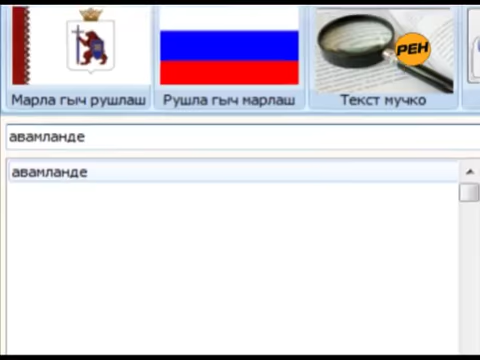 РЕН
Марла гыч рушлаш
Рушла гыч марлаш
Текст мучко
авамланде
авамланде